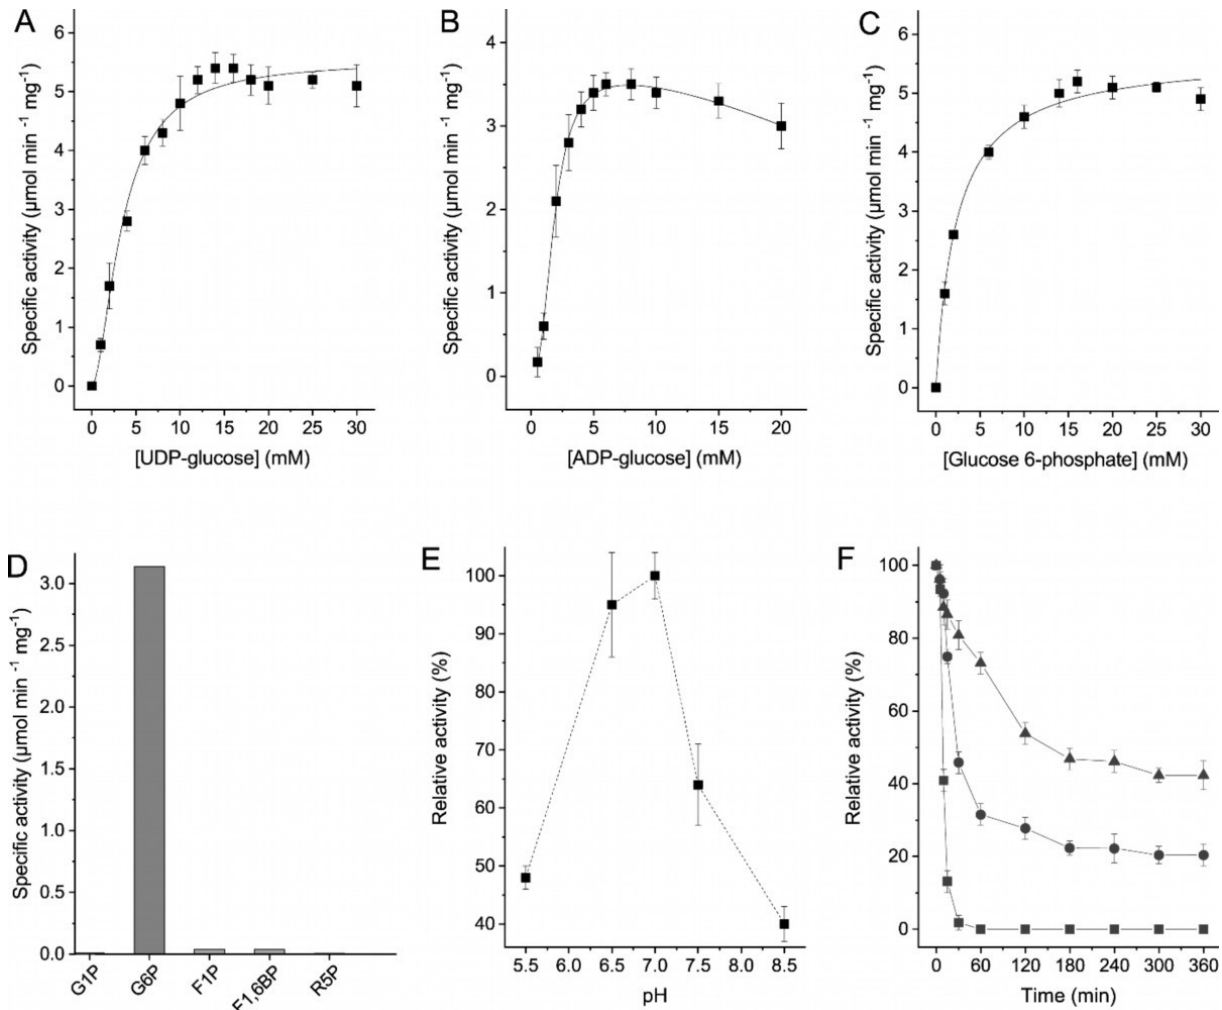 A
Specific activity (µmol min ⁻¹ mg⁻¹)
6
5
4
3
2
1
0
0 5 10 15 20 25 30
[UDP-glucose] (mM)
B
Specific activity (µmol min ⁻¹ mg⁻¹)
4
3
2
1
0
0 5 10 15 20
[ADP-glucose] (mM)
C
Specific activity (µmol min ⁻¹ mg⁻¹)
6
5
4
3
2
1
0
0 5 10 15 20 25 30
[Glucose 6-phosphate] (mM)
D
Specific activity (µmol min ⁻¹ mg⁻¹)
3.0
2.5
2.0
1.5
1.0
0.5
0.0
G1P G6P F1P F1,6BP R5P
E
Relative activity (%)
100
90
80
70
60
50
40
5.5 6.0 6.5 7.0 7.5 8.0 8.5
pH
F
Relative activity (%)
100
80
60
40
20
0
0 60 120 180 240 300 360
Time (min)